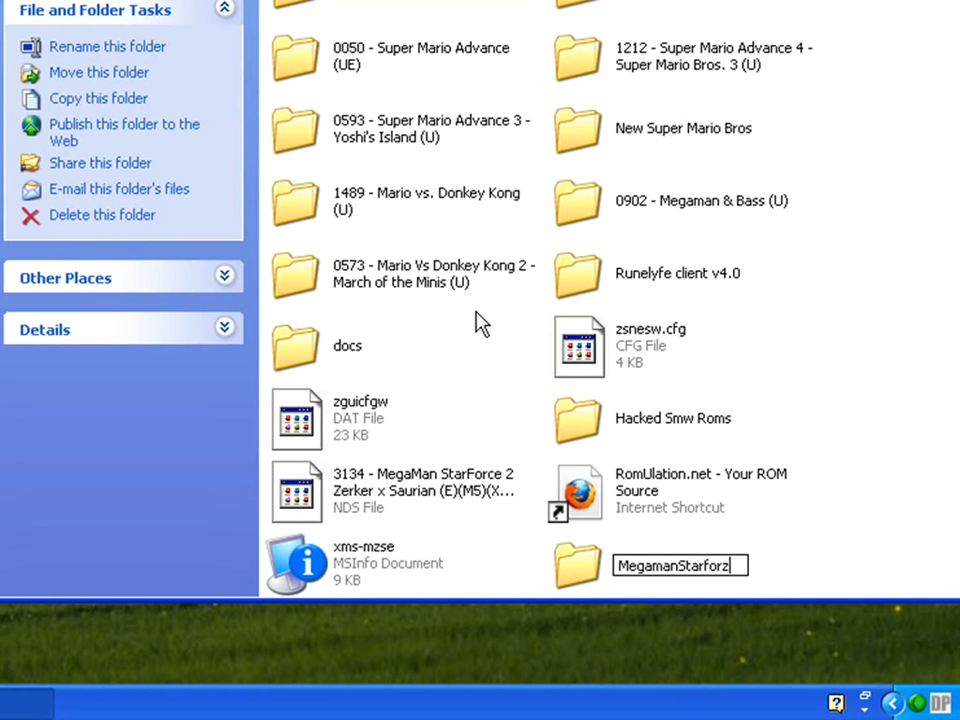 File and Folder Tasks
Rename this folder
Move this folder
Copy this folder
Publish this folder to the
Web
Share this folder
E-mail this folder's files
Delete this folder
Other Places
Details
0050 - Super Mario Advance
(UE)
1212 - Super Mario Advance 4 -
Super Mario Bros. 3 (U)
0593 - Super Mario Advance 3 -
Yoshi's Island (U)
New Super Mario Bros
1489 - Mario vs. Donkey Kong
(U)
0902 - Megaman & Bass (U)
0573 - Mario Vs Donkey Kong 2 -
March of the Minis (U)
Runelyfe client v4.0
docs
zsnesw.cfg
CFG File
4 KB
zguicfgw
DAT File
23 KB
Hacked Smw Roms
3134 - MegaMan StarForce 2
Zerker x Saurian (E)(M5)(X...
NDS File
RomUlation.net - Your ROM
Source
Internet Shortcut
xms-mzse
MSInfo Document
9 KB
MegamanStarforz
DP